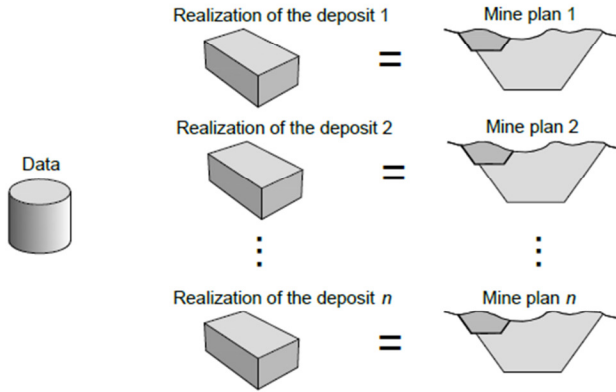 Realization of the deposit 1
Mine plan 1
=
Realization of the deposit 2
Mine plan 2
=
Data
Realization of the deposit n
Mine plan n
=